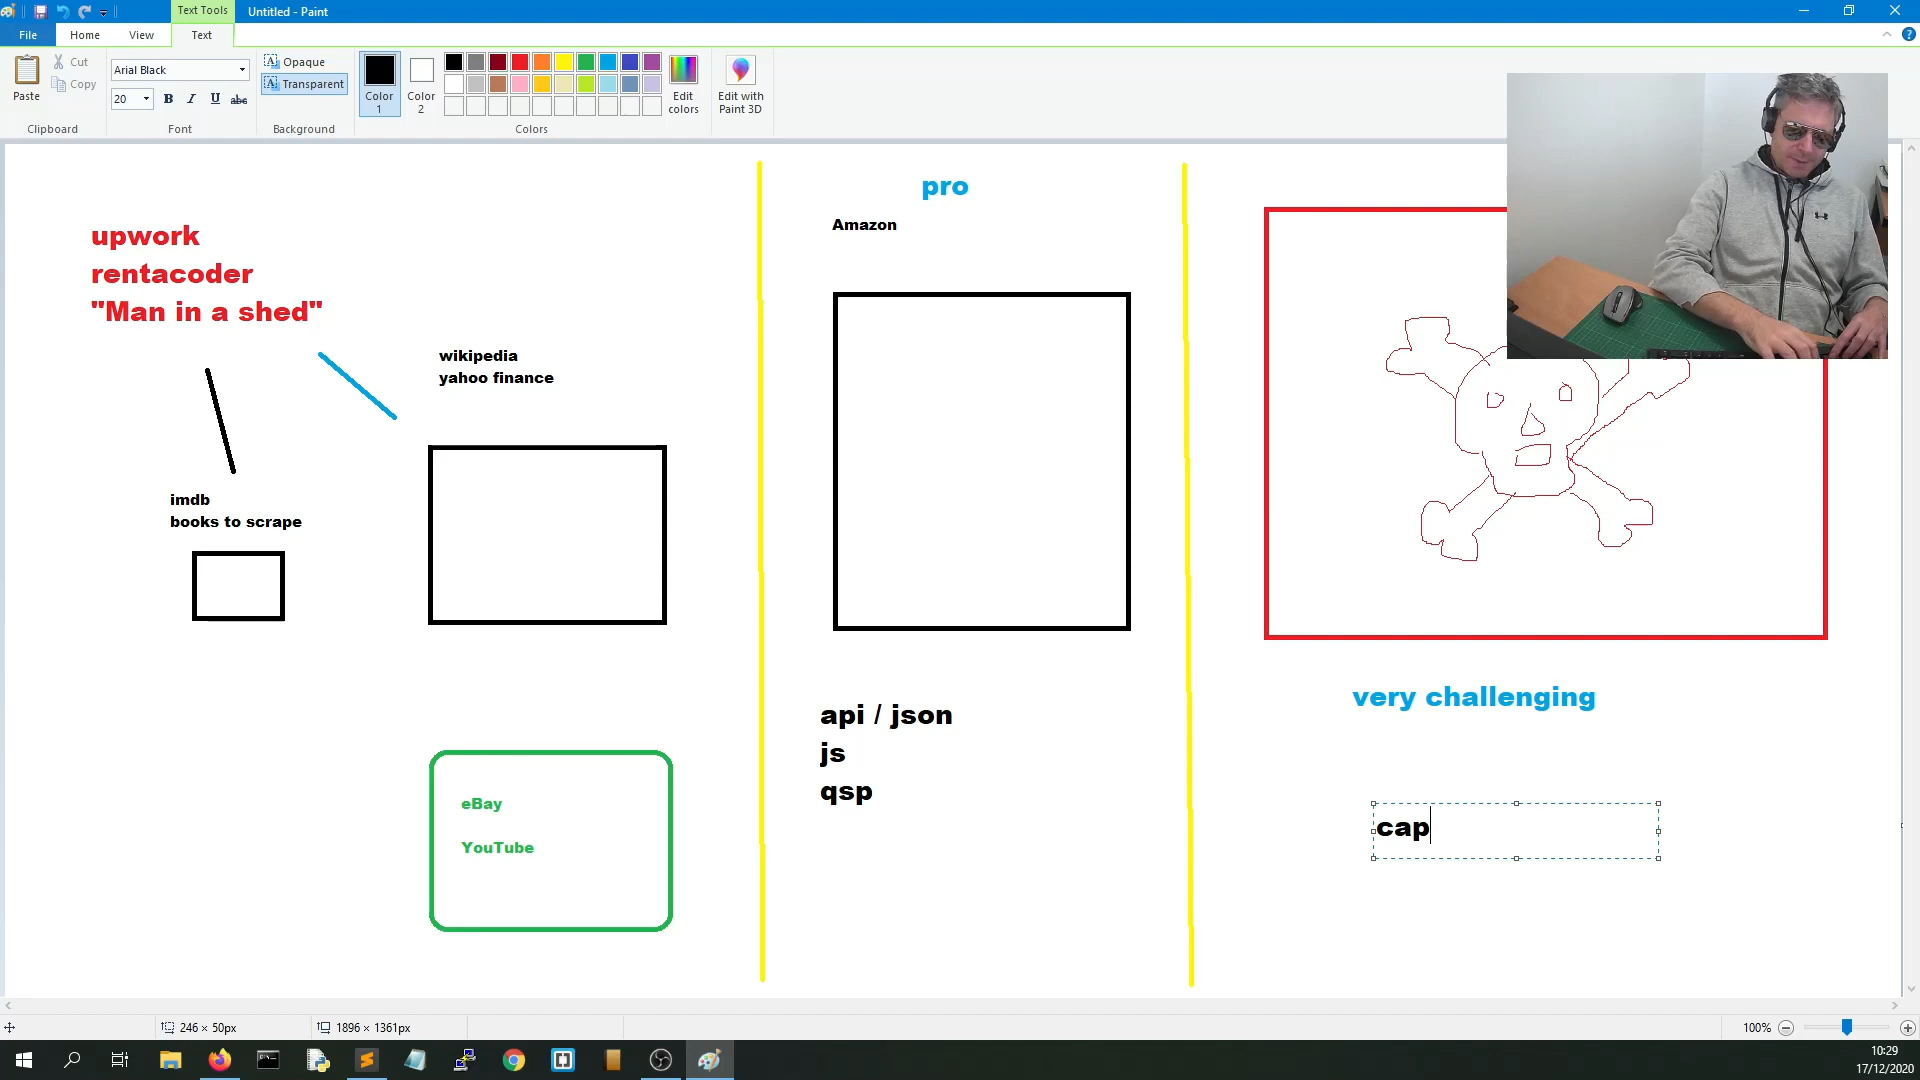 Text Tools
Untitled - Paint
File
Home
View
Text
Paste
Cut
Copy
Clipboard
Arial Black
20
B I U abc
Font
A Opaque
A Transparent
Background
Color 1
Color 2
Edit colors
Colors
Edit with Paint 3D
upwork
rentacoder
"Man in a shed"
wikipedia
yahoo finance
imdb
books to scrape
eBay
YouTube
pro
Amazon
api / json
js
qsp
very challenging
cap
246 × 50px
1896 × 1361px
100%
10:29
17/12/2020